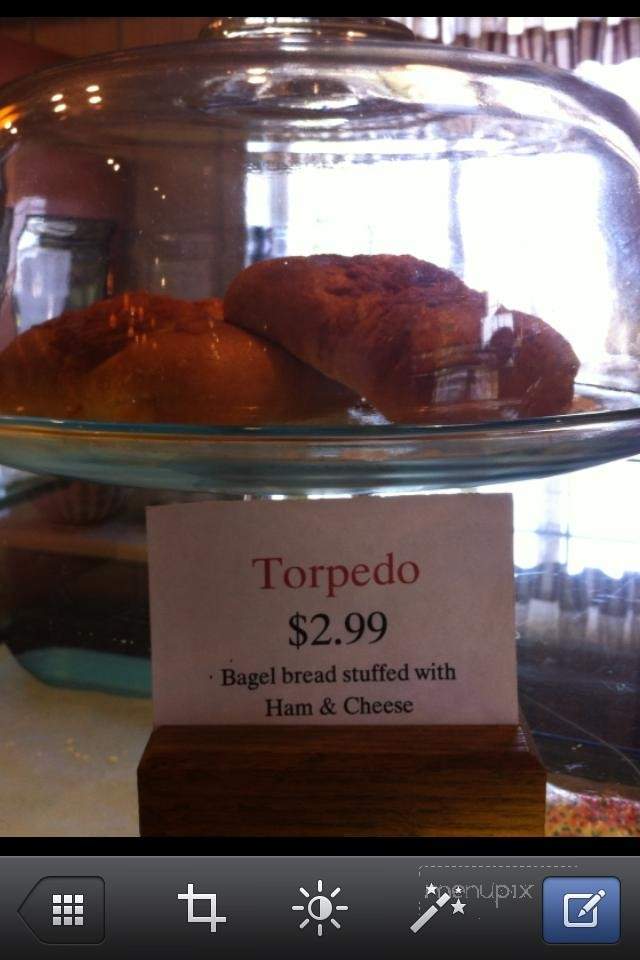 Torpedo
$2.99
· Bagel bread stuffed with
Ham & Cheese
menupix